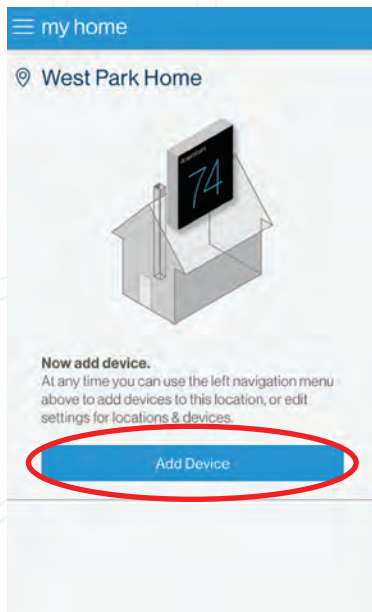 my home
West Park Home
downstairs
74
Now add device.
At any time you can use the left navigation menu
above to add devices to this location, or edit
settings for locations & devices.
Add Device